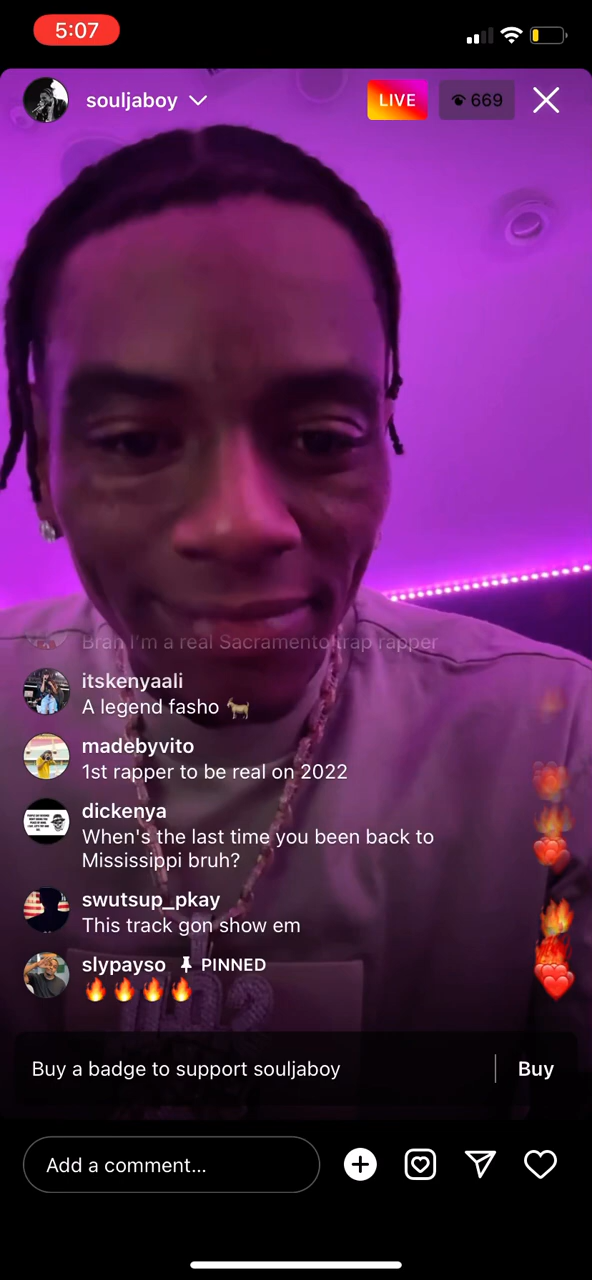 5:07
souljaboy
LIVE
669
Bran I'm a real Sacramento trap rapper
itskenyaali
A legend fasho 🐐
madebyvito
1st rapper to be real on 2022
dickenya
When's the last time you been back to
Mississippi bruh?
swutsup_pkay
This track gon show em
slypayso PINNED
🔥🔥🔥🔥
Buy a badge to support souljaboy
Buy
Add a comment...